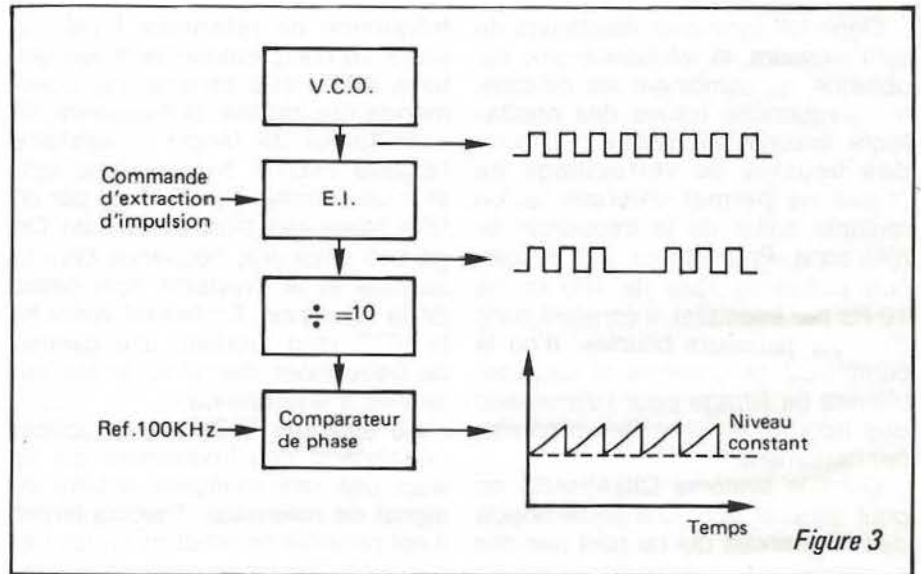 V.C.O.
Commande
d'extraction
d'impulsion
E.I.
÷ =10
Ref.100KHz
Comparateur
de phase
Niveau
constant
Temps
Figure 3